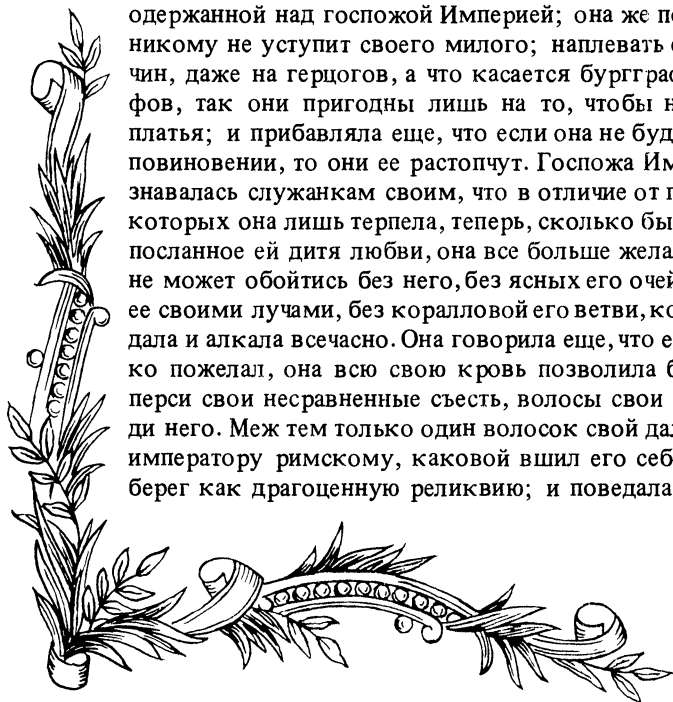 одержанной над госпожой Империей; она же по
никому не уступит своего милого; наплевать
чин, даже на герцогов, а что касается бургграф
фов, так они пригодны лишь на то, чтобы н
платья; и прибавляла еще, что если она не буд
повиновении, то они ее растопчут. Госпожа Им
знавалась служанкам своим, что в отличие от п
которых она лишь терпела, теперь, сколько бы
посланное ей дитя любви, она все больше жела
не может обойтись без него, без ясных его очей
ее своими лучами, без коралловой его ветви, ко
дала и алкала всечасно. Она говорила еще, что е
ко пожелал, она всю свою кровь позволила б
перси свои несравненные съесть, волосы свои
ди него. Меж тем только один волосок свой дал
императору римскому, каковой вшил его себ
берег как драгоценную реликвию; и поведала